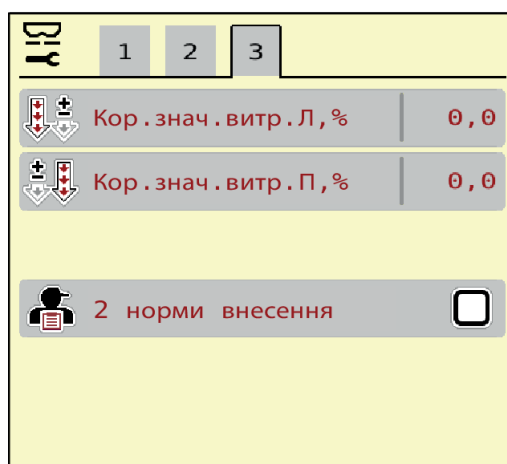 1 2 3
Кор.знач.витр.Л,% 0,0
Кор.знач.витр.П,% 0,0
2 норми внесення